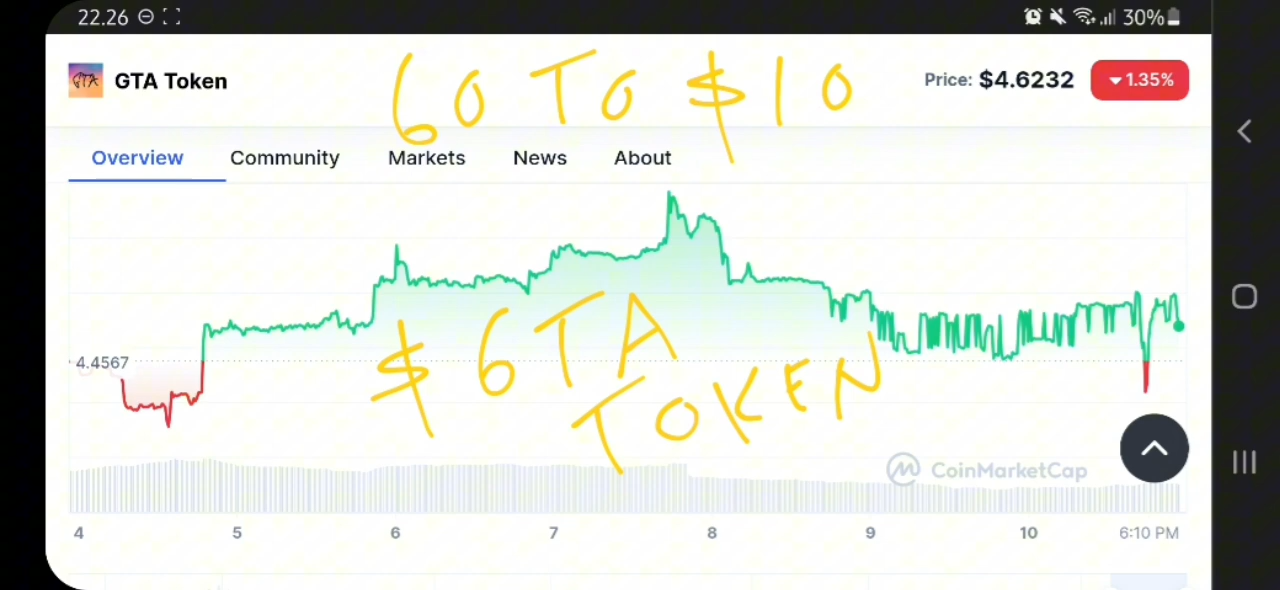 22.26
30%
GTA Token
Price: $4.6232
1.35%
GO TO $10
Overview Community Markets News About
4.4567
$ GTA
TOKEN
CoinMarketCap
4 5 6 7 8 9 10 6:10 PM